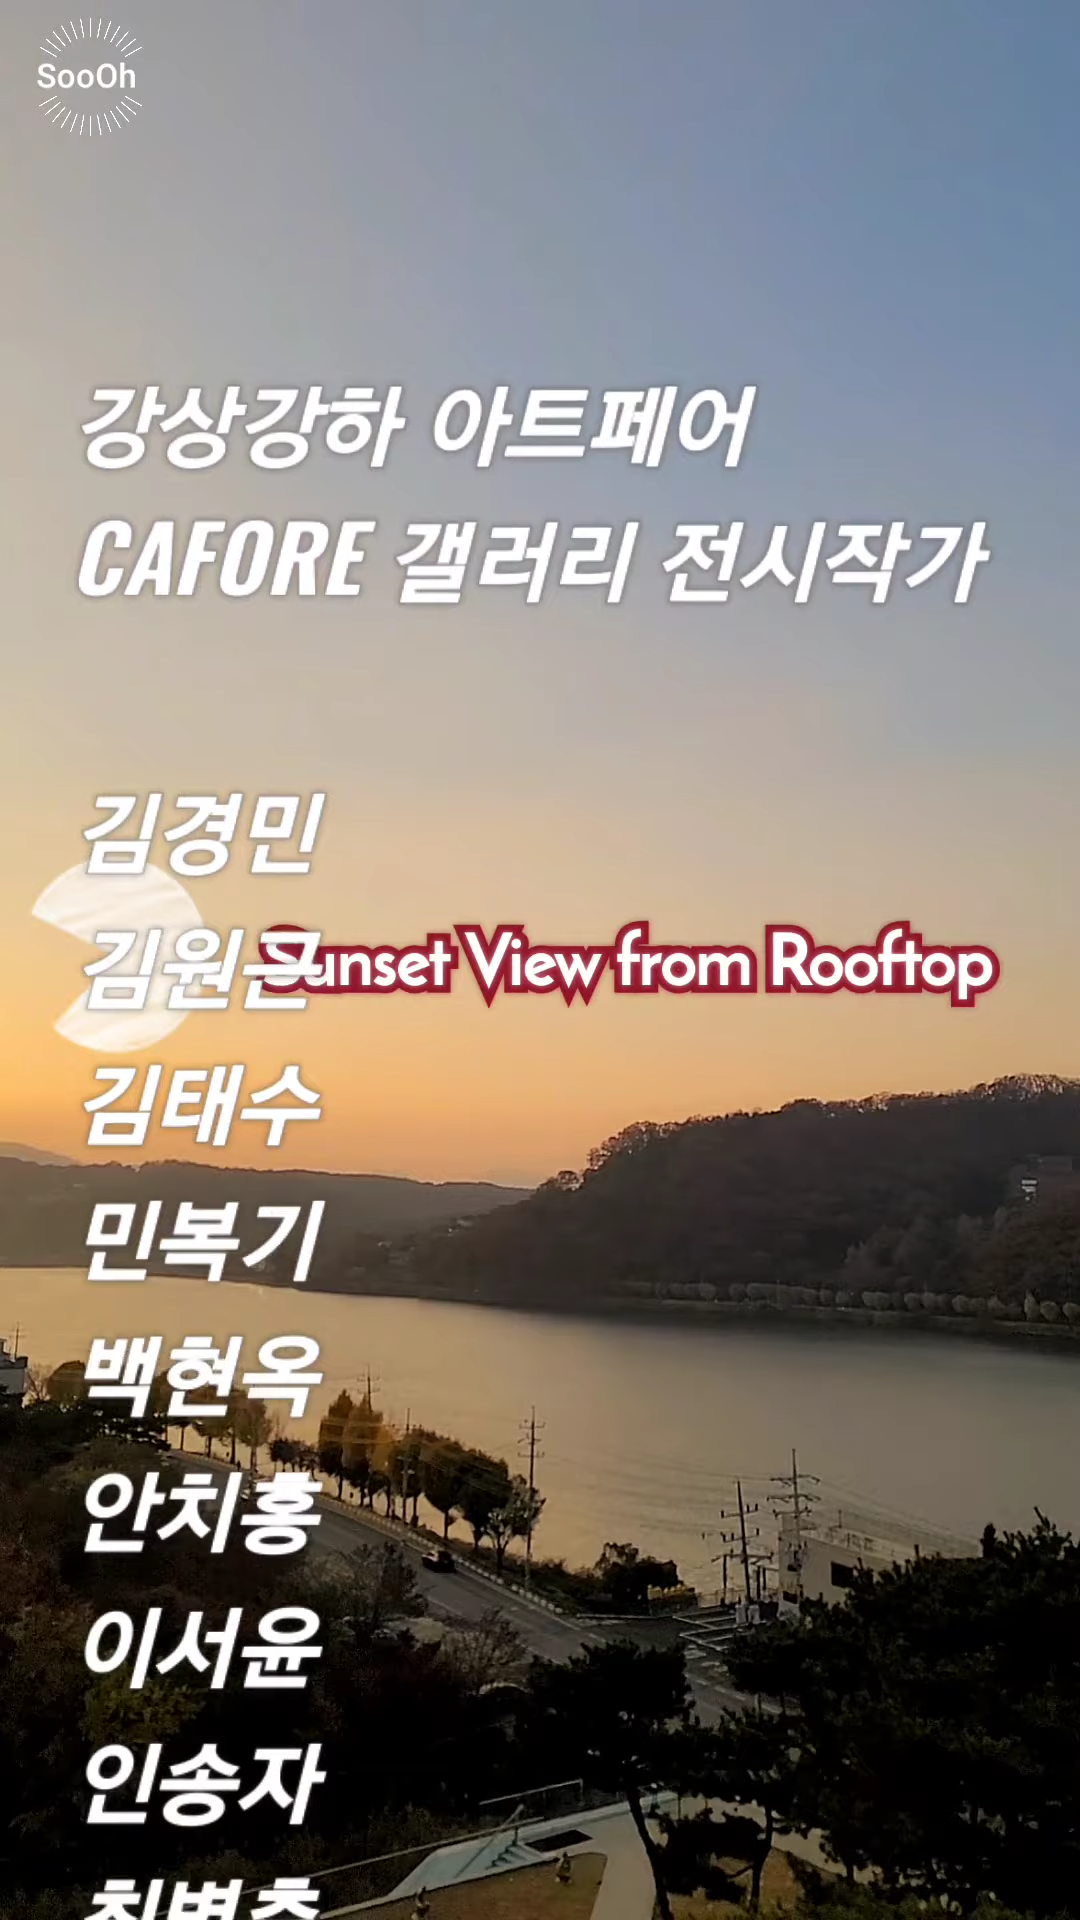 SooOh
강상강하 아트페어
CAFORE 갤러리 전시작가
김경민
김원근
Sunset View from Rooftop
김태수
민복기
백현옥
안치홍
이서윤
인송자